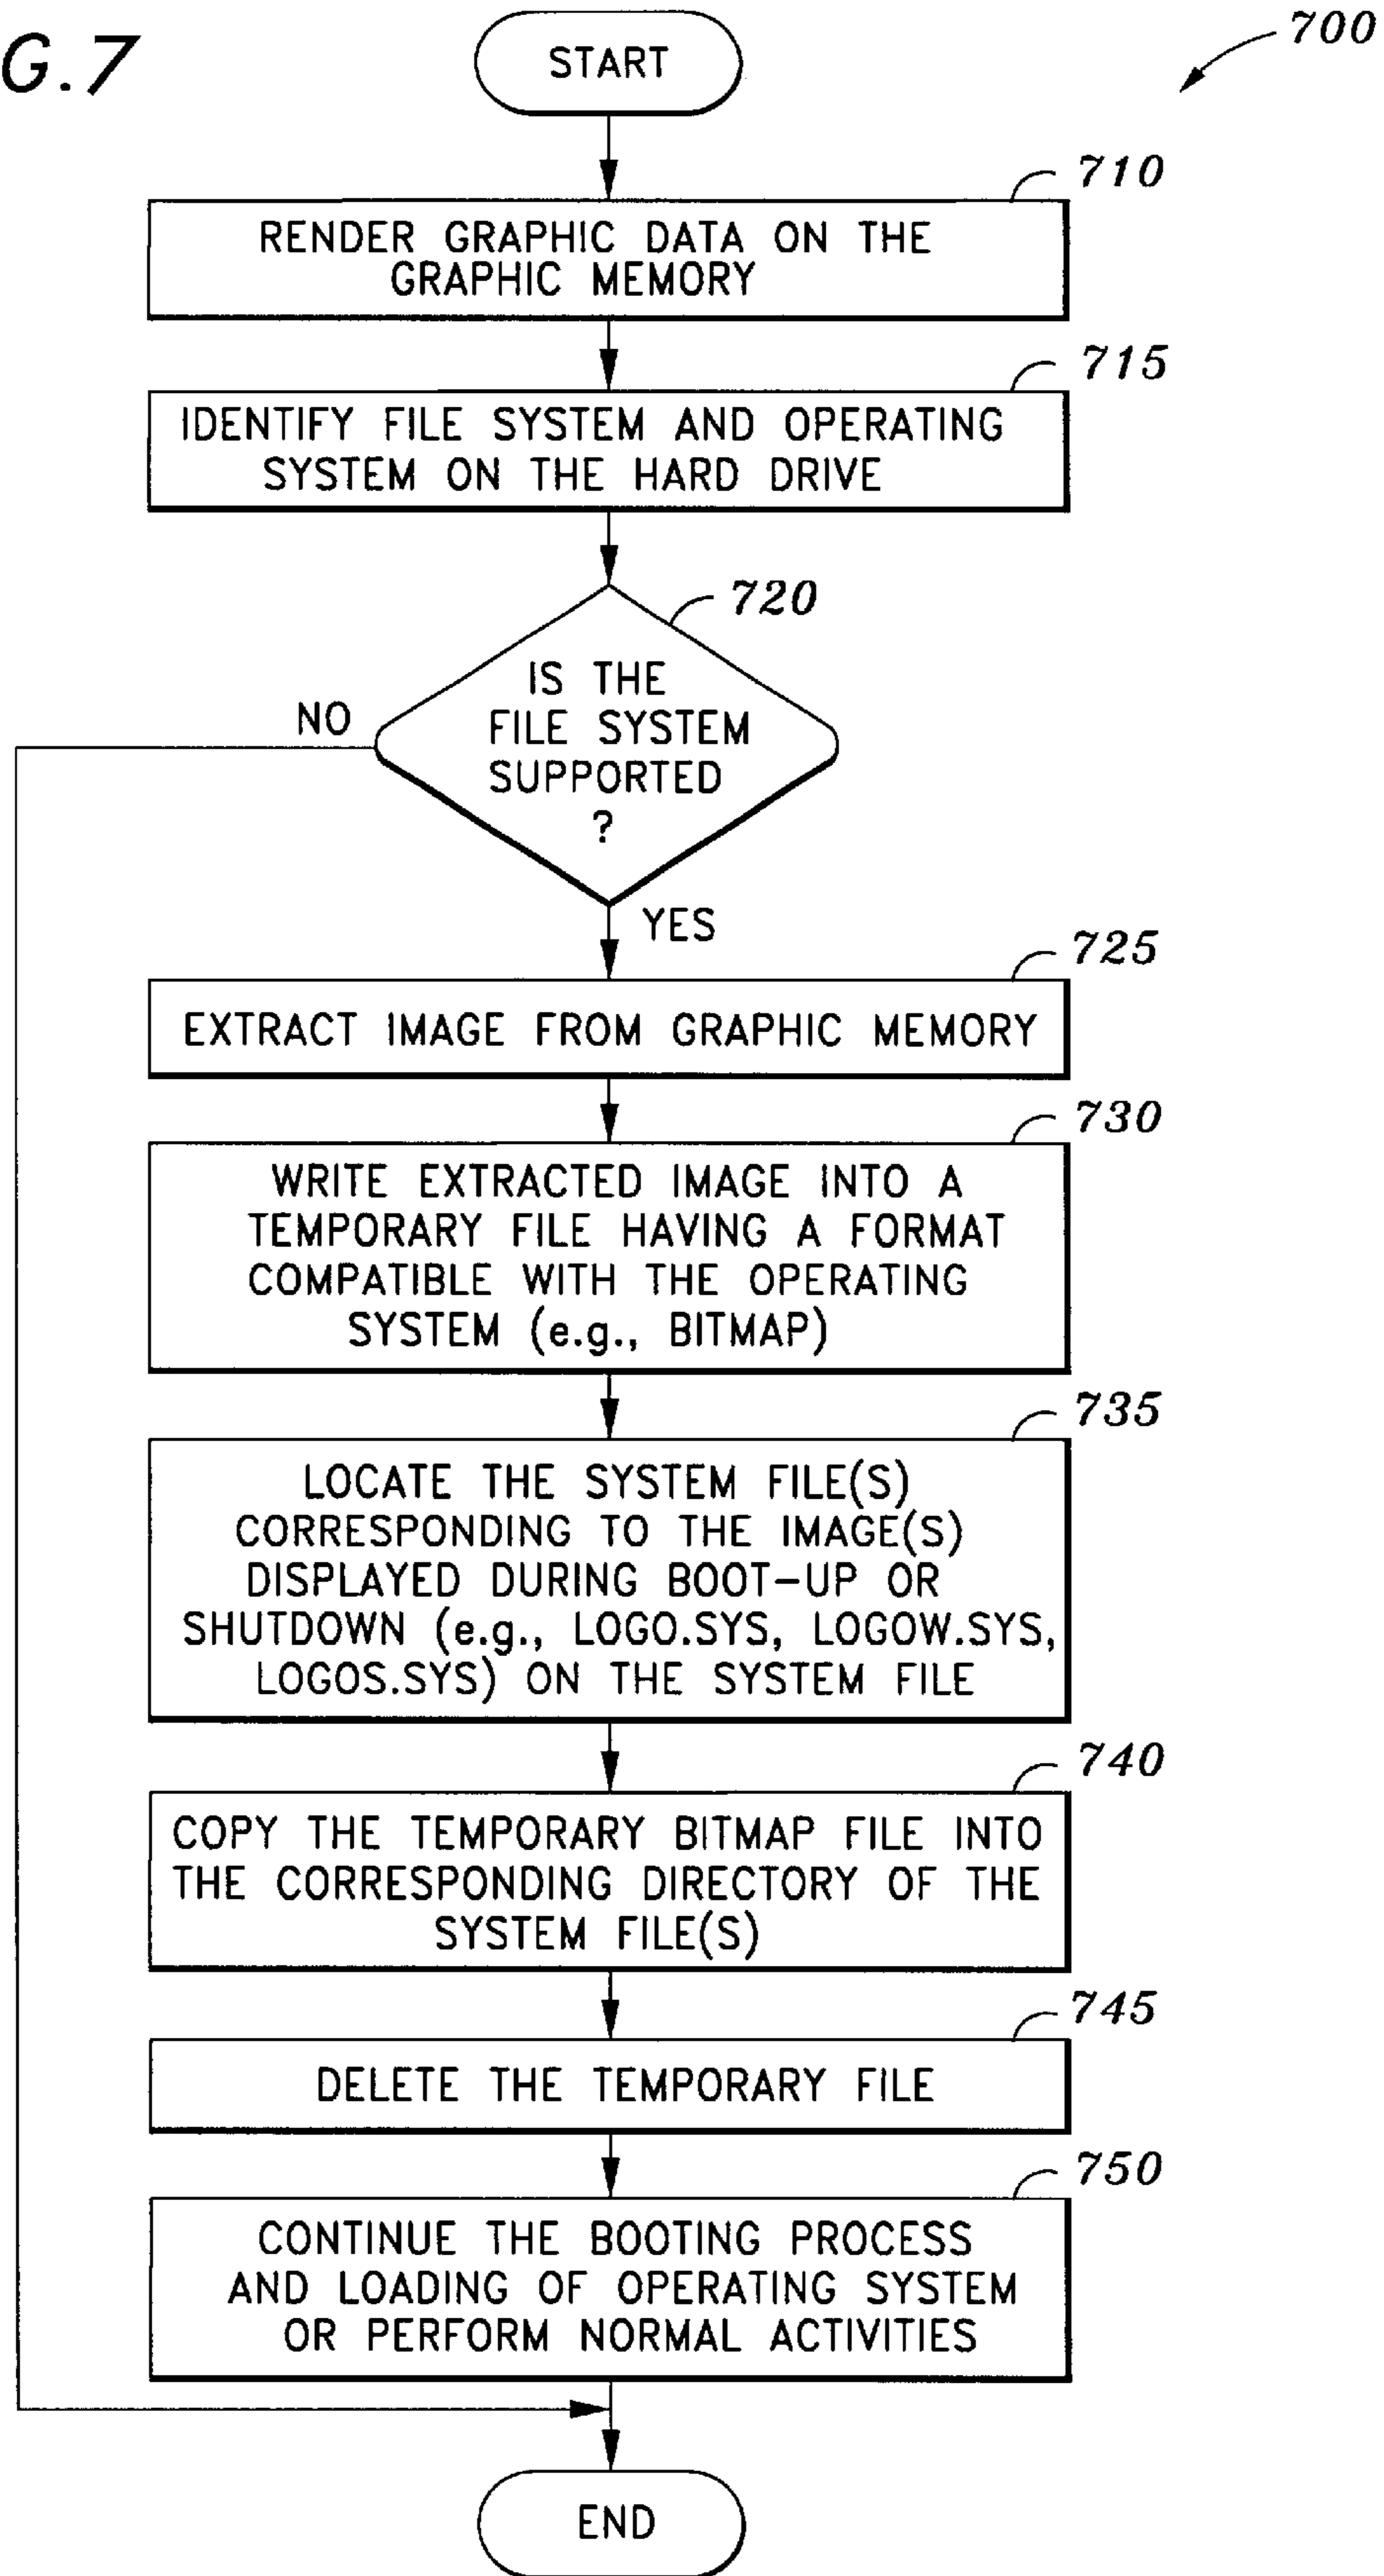 G.7
START
700
710
RENDER GRAPHIC DATA ON THE
GRAPHIC MEMORY
715
IDENTIFY FILE SYSTEM AND OPERATING
SYSTEM ON THE HARD DRIVE
720
IS THE
FILE SYSTEM
SUPPORTED
?
NO
YES
725
EXTRACT IMAGE FROM GRAPHIC MEMORY
730
WRITE EXTRACTED IMAGE INTO A
TEMPORARY FILE HAVING A FORMAT
COMPATIBLE WITH THE OPERATING
SYSTEM (e.g., BITMAP)
735
LOCATE THE SYSTEM FILE(S)
CORRESPONDING TO THE IMAGE(S)
DISPLAYED DURING BOOT-UP OR
SHUTDOWN (e.g., LOGO.SYS, LOGOW.SYS,
LOGOS.SYS) ON THE SYSTEM FILE
740
COPY THE TEMPORARY BITMAP FILE INTO
THE CORRESPONDING DIRECTORY OF THE
SYSTEM FILE(S)
745
DELETE THE TEMPORARY FILE
750
CONTINUE THE BOOTING PROCESS
AND LOADING OF OPERATING SYSTEM
OR PERFORM NORMAL ACTIVITIES
END